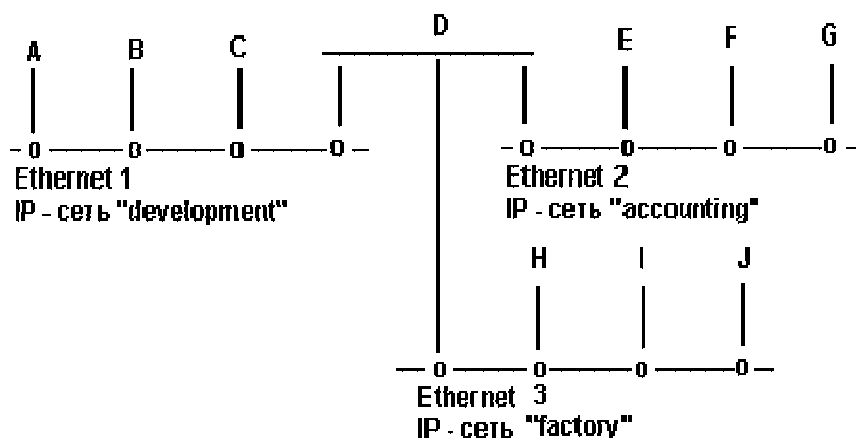 D
A B C
E F G
Ethernet 1
IP - сеть "development"
Ethernet 2
IP - сеть "accounting"
H I J
Ethernet 3
IP - сеть "factory"